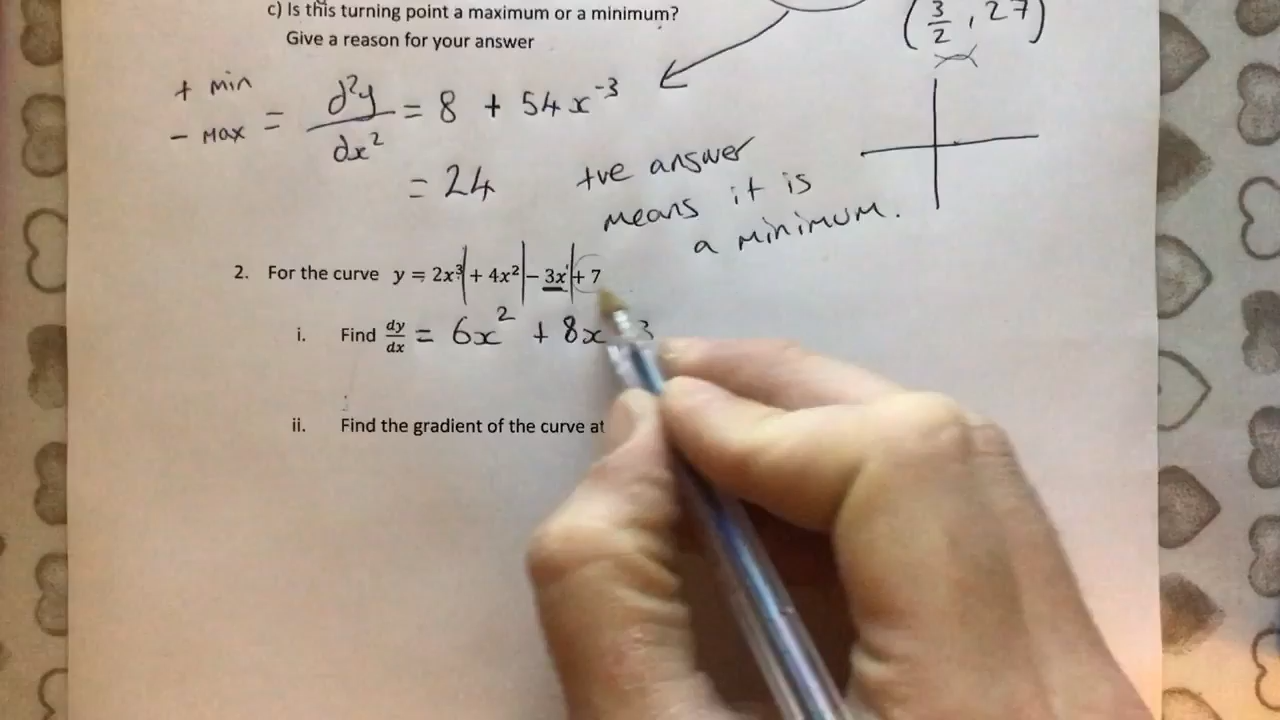 c) Is this turning point a maximum or a minimum?
Give a reason for your answer
(3/2, 27)
+ min
- max
= d²y/dx² = 8 + 54x⁻³
= 24
+ve answer
means it is
a minimum.
2. For the curve y = 2x³ + 4x² - 3x¹ + 7
i. Find dy/dx = 6x² + 8x 3
ii. Find the gradient of the curve at